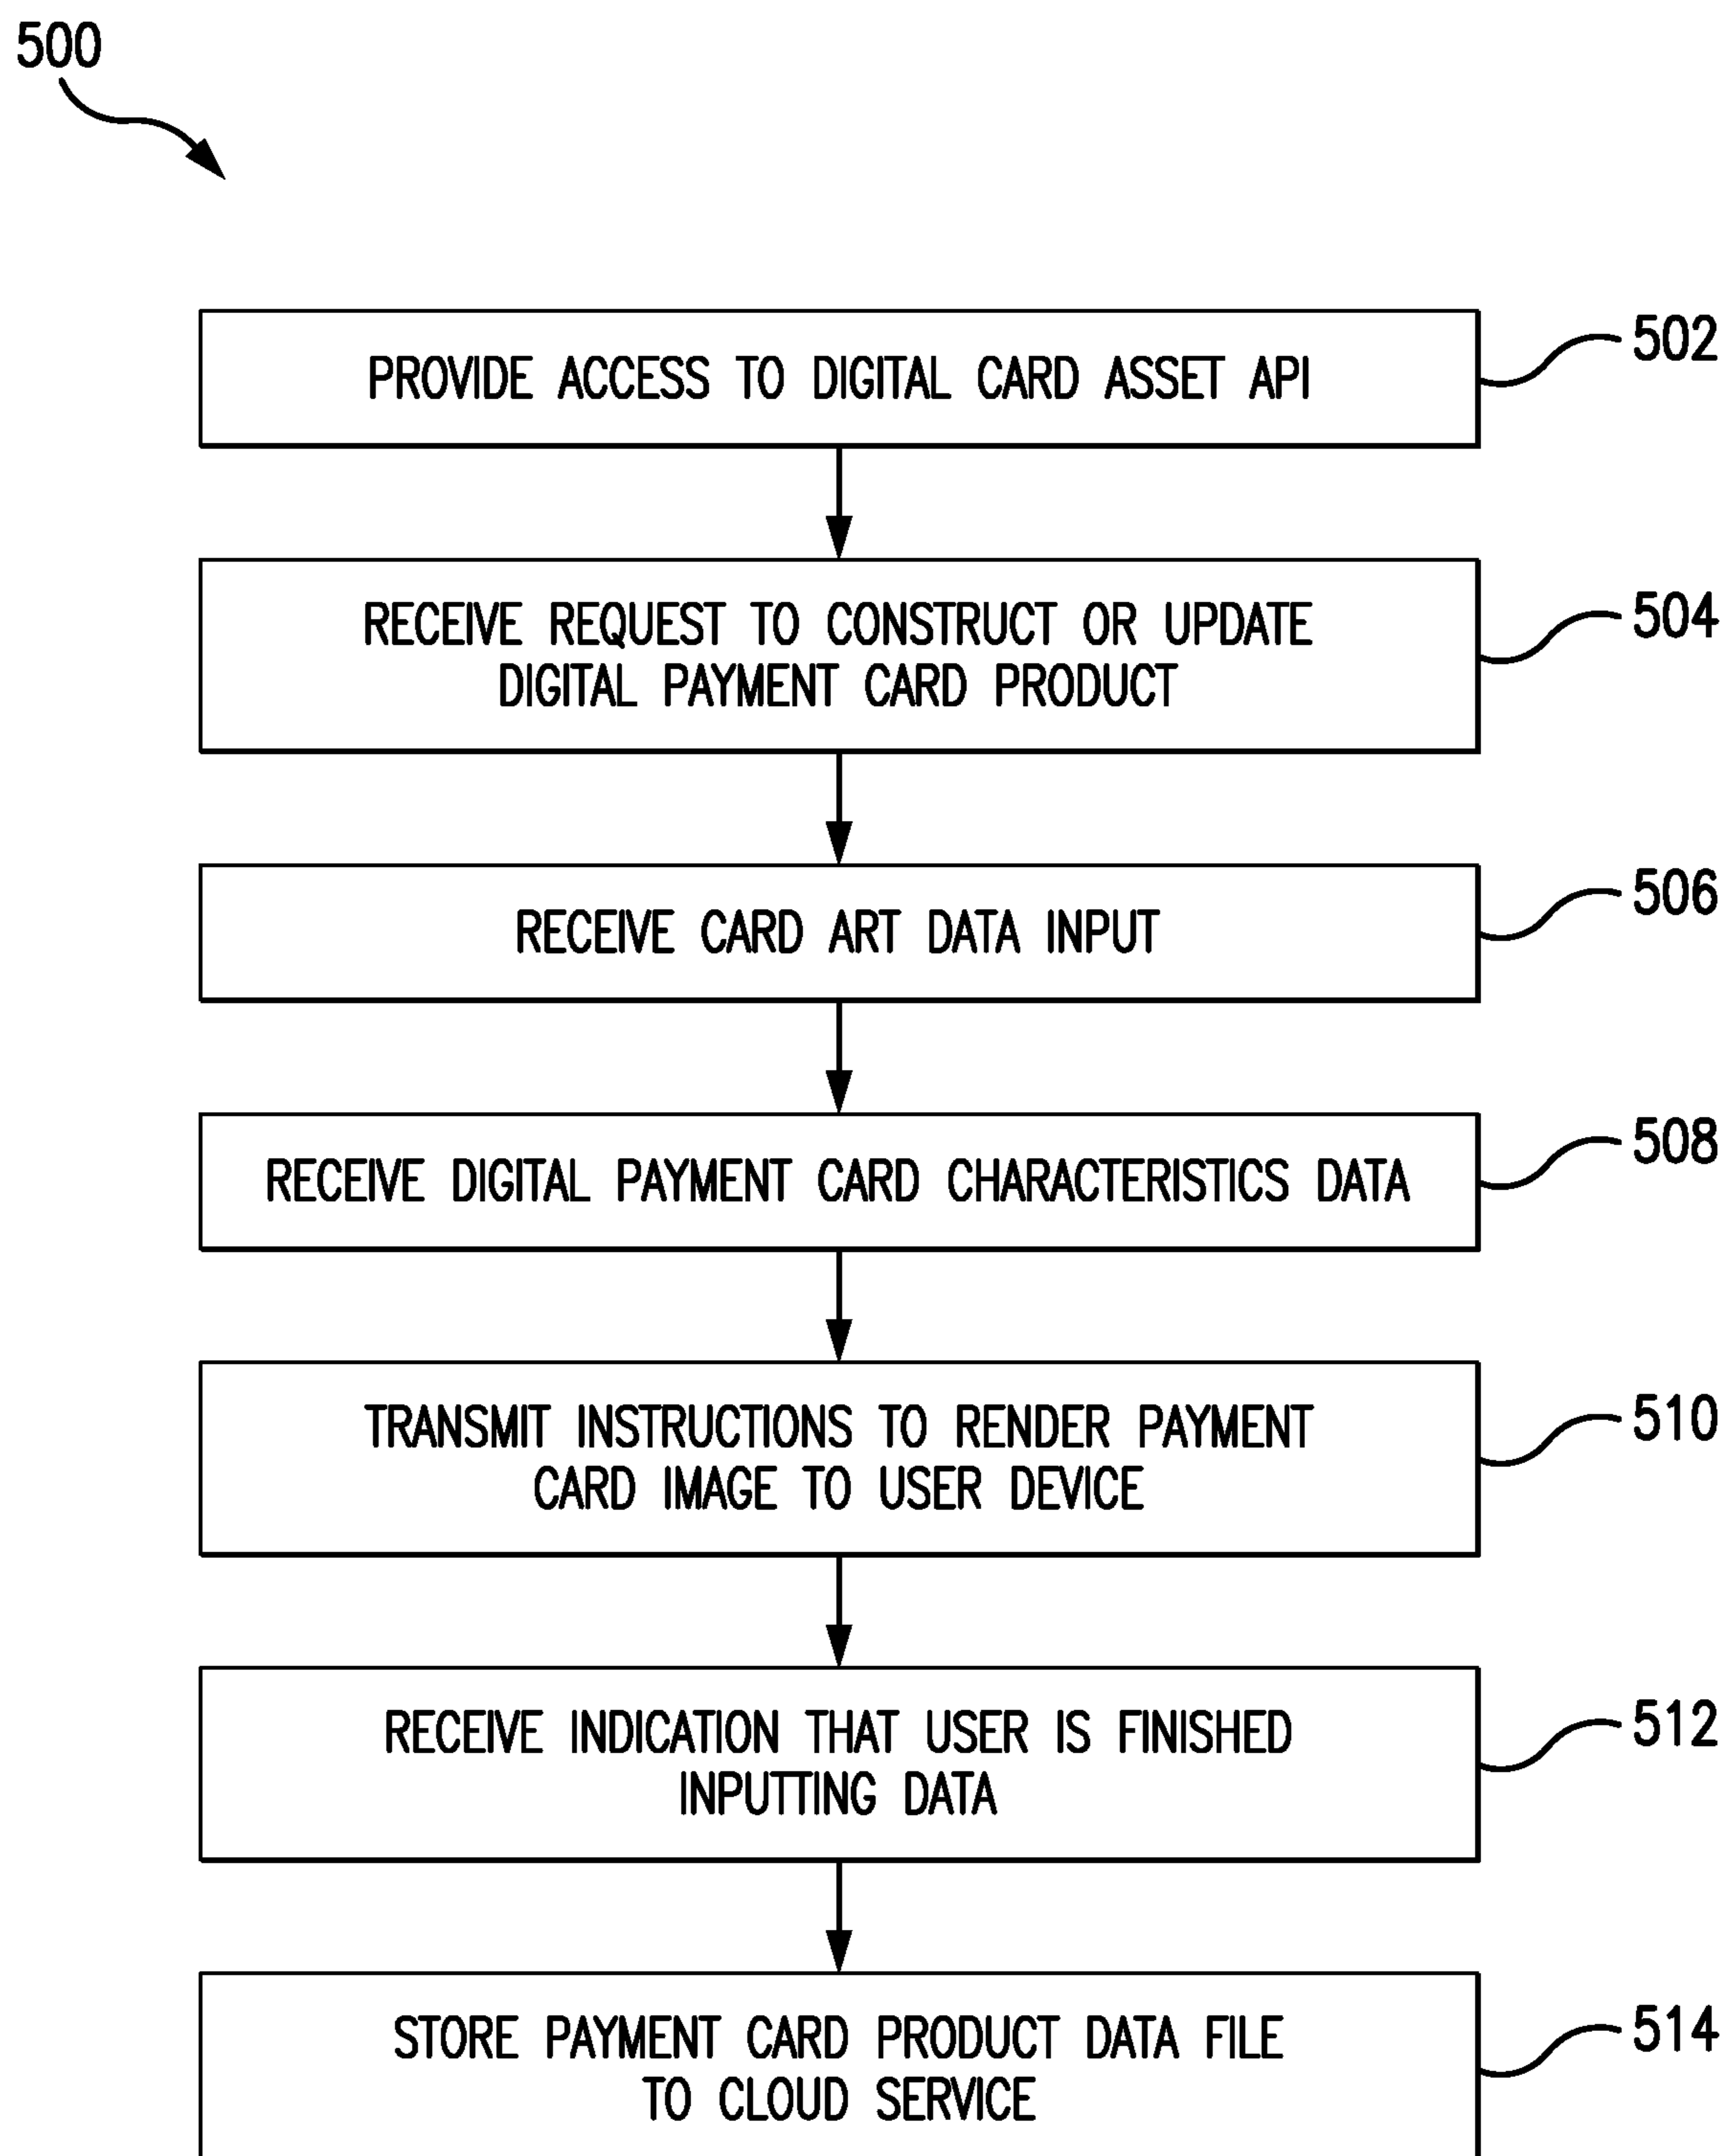 500
PROVIDE ACCESS TO DIGITAL CARD ASSET API
502
RECEIVE REQUEST TO CONSTRUCT OR UPDATE
DIGITAL PAYMENT CARD PRODUCT
504
RECEIVE CARD ART DATA INPUT
506
RECEIVE DIGITAL PAYMENT CARD CHARACTERISTICS DATA
508
TRANSMIT INSTRUCTIONS TO RENDER PAYMENT
CARD IMAGE TO USER DEVICE
510
RECEIVE INDICATION THAT USER IS FINISHED
INPUTTING DATA
512
STORE PAYMENT CARD PRODUCT DATA FILE
TO CLOUD SERVICE
514